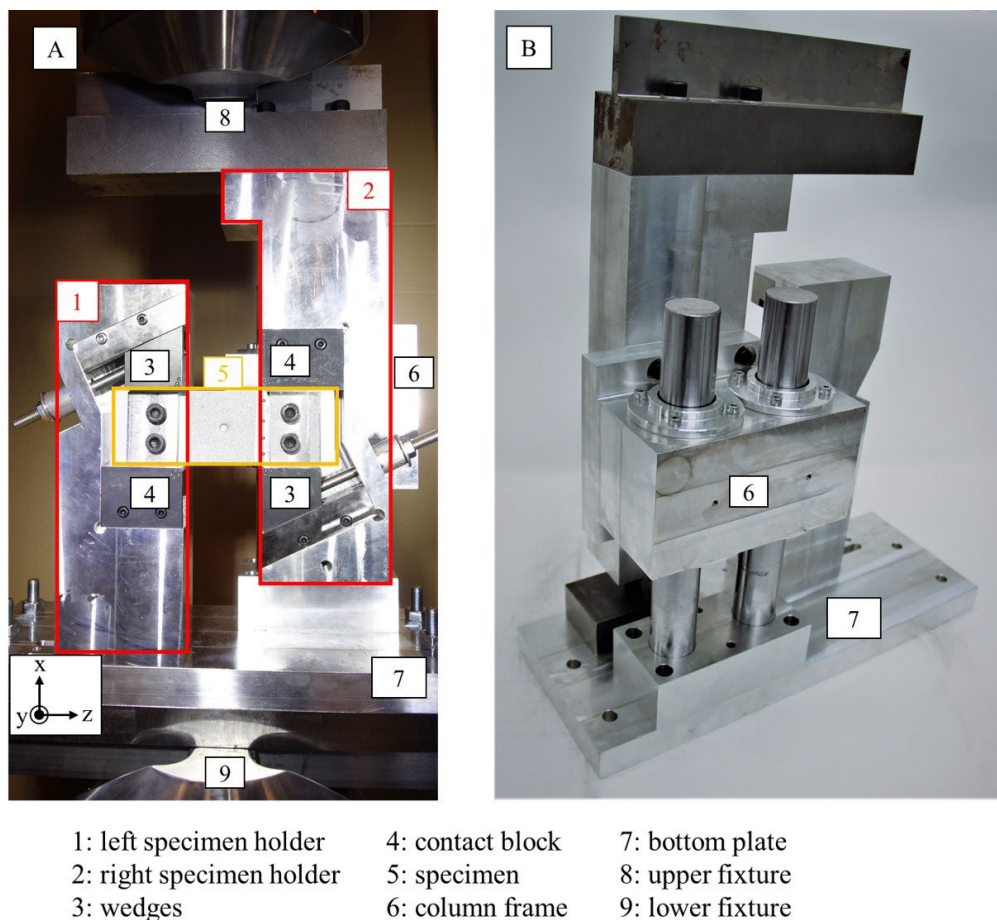 A
B
8
2
1
3
4
5
6
4
3
6
7
7
x
y
z
9
1: left specimen holder
4: contact block
7: bottom plate
2: right specimen holder
5: specimen
8: upper fixture
3: wedges
6: column frame
9: lower fixture